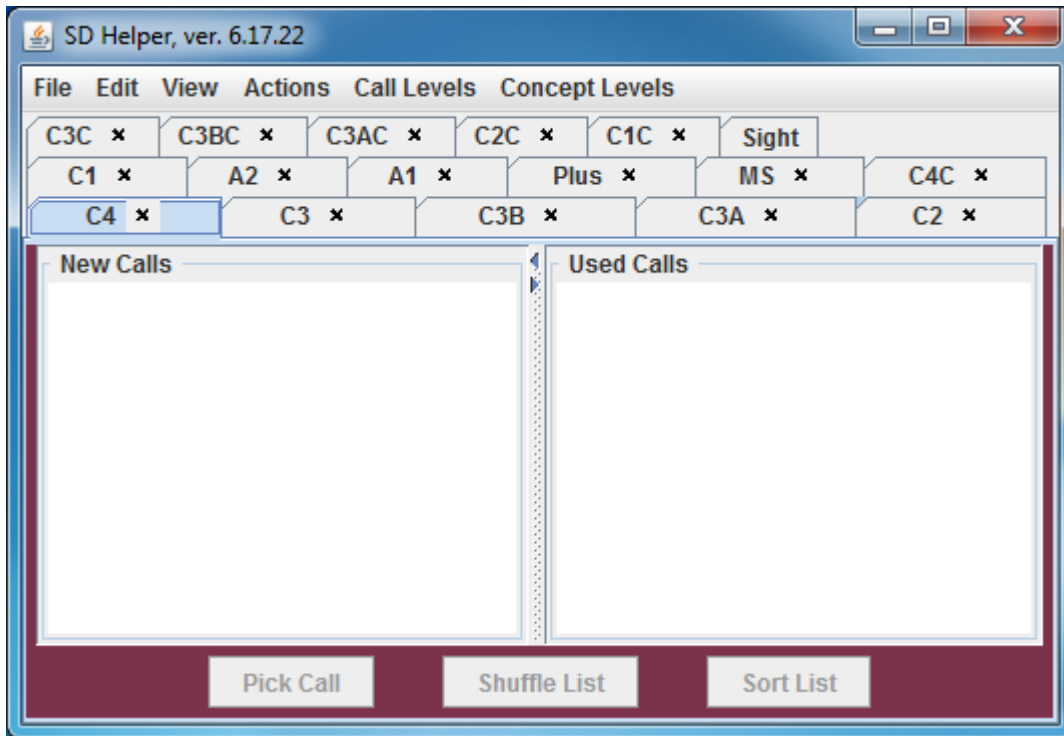 SD Helper, ver. 6.17.22
File Edit View Actions Call Levels Concept Levels
C3C C3BC C3AC C2C C1C Sight
C1 A2 A1 Plus MS C4C
C4 C3 C3B C3A C2
New Calls Used Calls
Pick Call Shuffle List Sort List